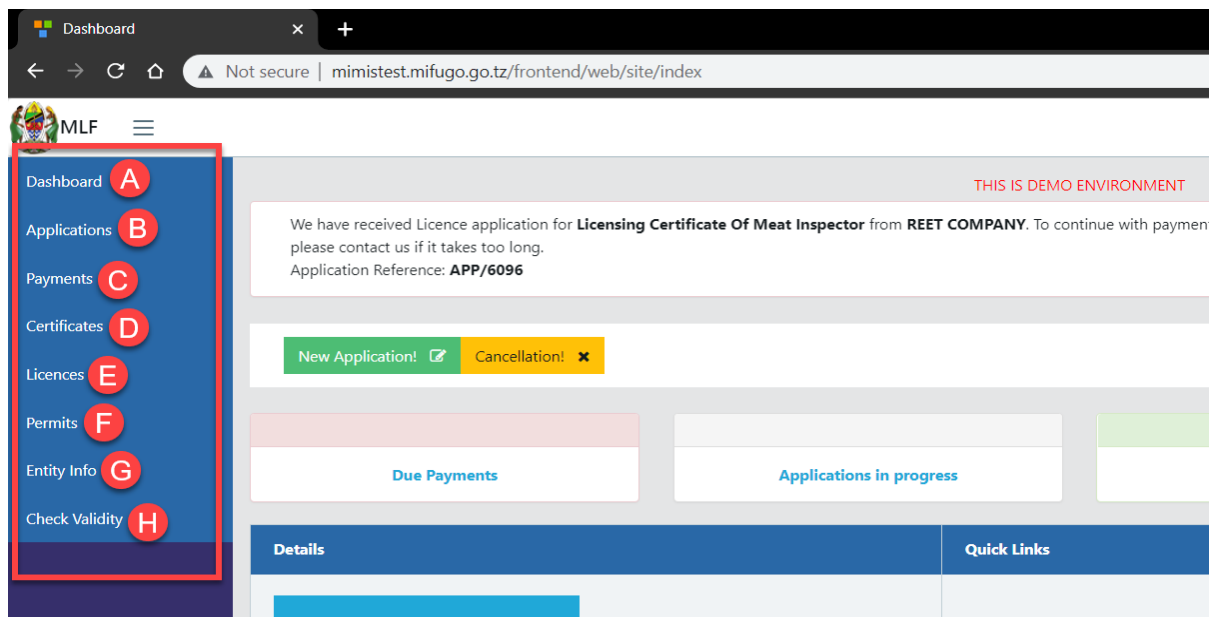 Dashboard
Not secure | mimistest.mifugo.go.tz/frontend/web/site/index
MLF
Dashboard A
Applications B
Payments C
Certificates D
Licences E
Permits F
Entity Info G
Check Validity H
THIS IS DEMO ENVIRONMENT
We have received Licence application for Licensing Certificate Of Meat Inspector from REET COMPANY. To continue with paymen
please contact us if it takes too long.
Application Reference: APP/6096
New Application! Cancellation!
Due Payments Applications in progress
Details Quick Links